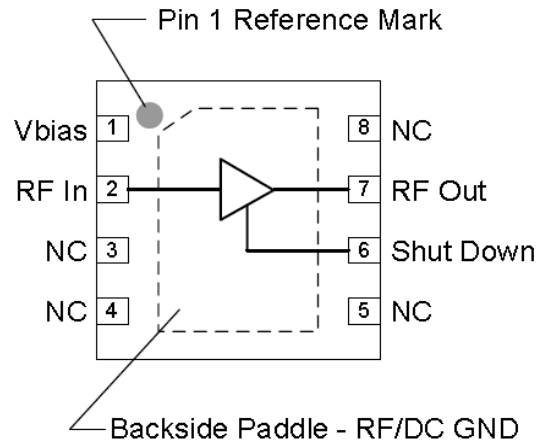 Pin 1 Reference Mark
Vbias 1 8 NC
RF In 2 7 RF Out
NC 3 6 Shut Down
NC 4 5 NC
Backside Paddle - RF/DC GND